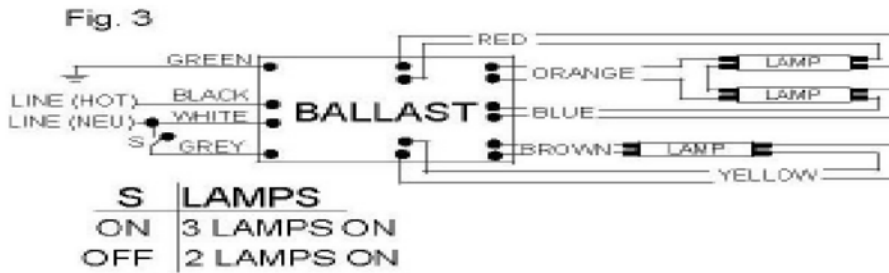 Fig. 3
RED
GREEN
LAMP
ORANGE
LINE (HOT) BLACK
LAMP
BALLAST
LINE (NEU) WHITE
BLUE
S
GREY
BROWN
LAMP
YELLOW
S LAMPS
ON 3 LAMPS ON
OFF 2 LAMPS ON